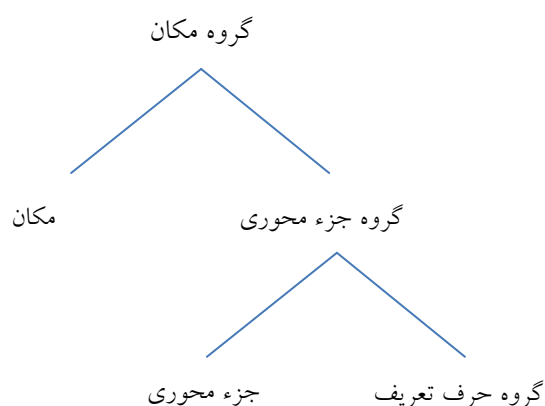 گروه مکان
گروه جزء محوری
مکان
گروه حرف تعریف
جزء محوری